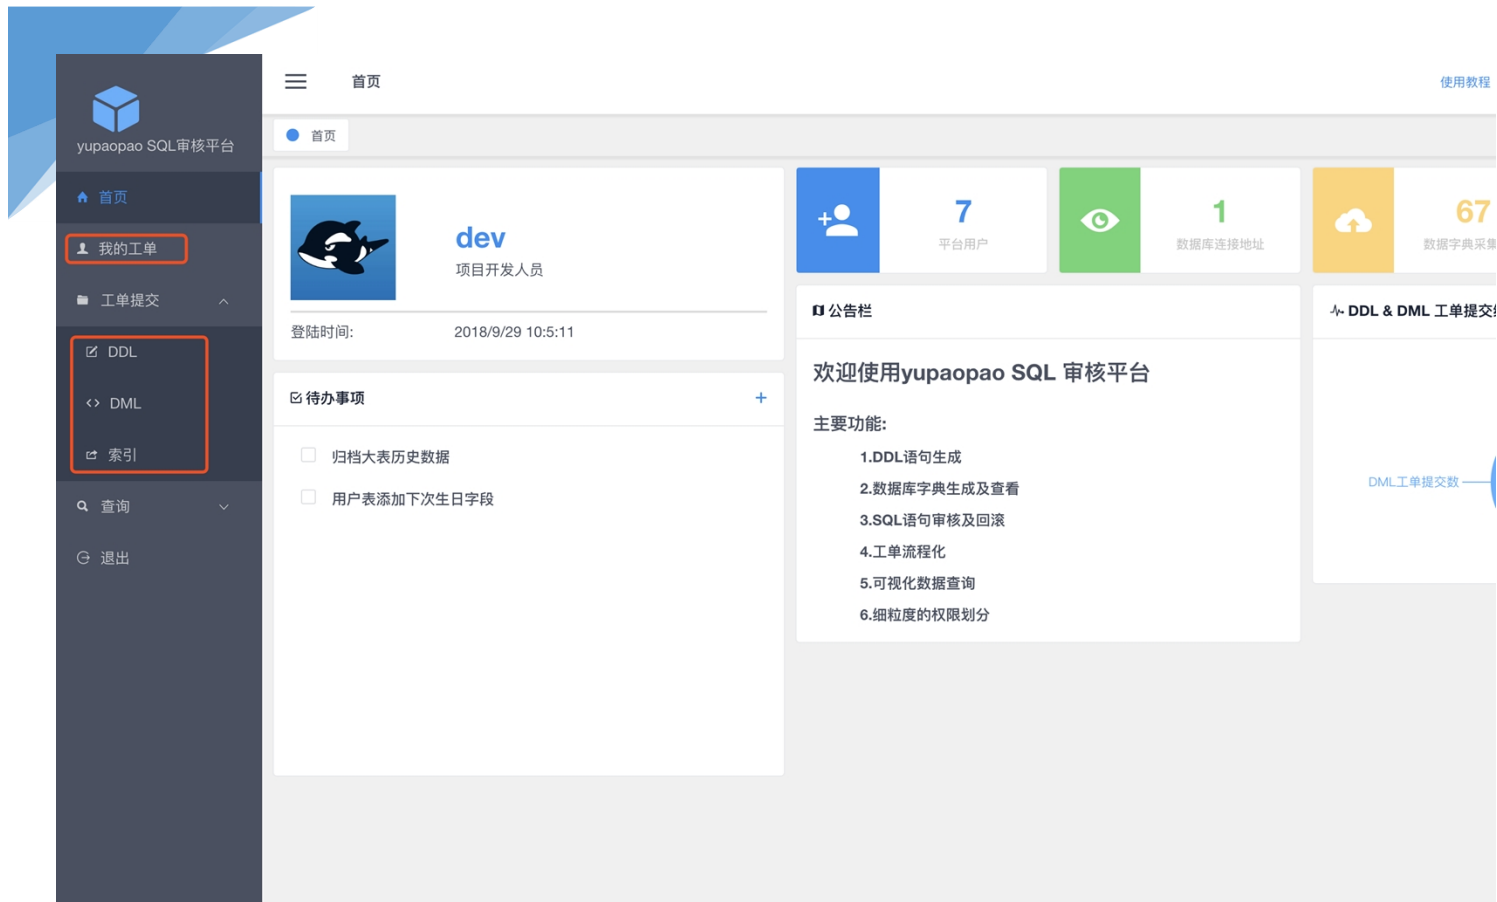 首页
使用教程
yupaopao SQL审核平台
首页
首页
我的工单
工单提交
DDL
DML
索引
查询
退出
dev
项目开发人员
登陆时间: 2018/9/29 10:5:11
待办事项
归档大表历史数据
用户表添加下次生日字段
7
平台用户
1
数据库连接地址
67
数据字典采集
公告栏
欢迎使用yupaopao SQL 审核平台
主要功能:
1.DDL语句生成
2.数据库字典生成及查看
3.SQL语句审核及回滚
4.工单流程化
5.可视化数据查询
6.细粒度的权限划分
DDL & DML 工单提交
DML工单提交数